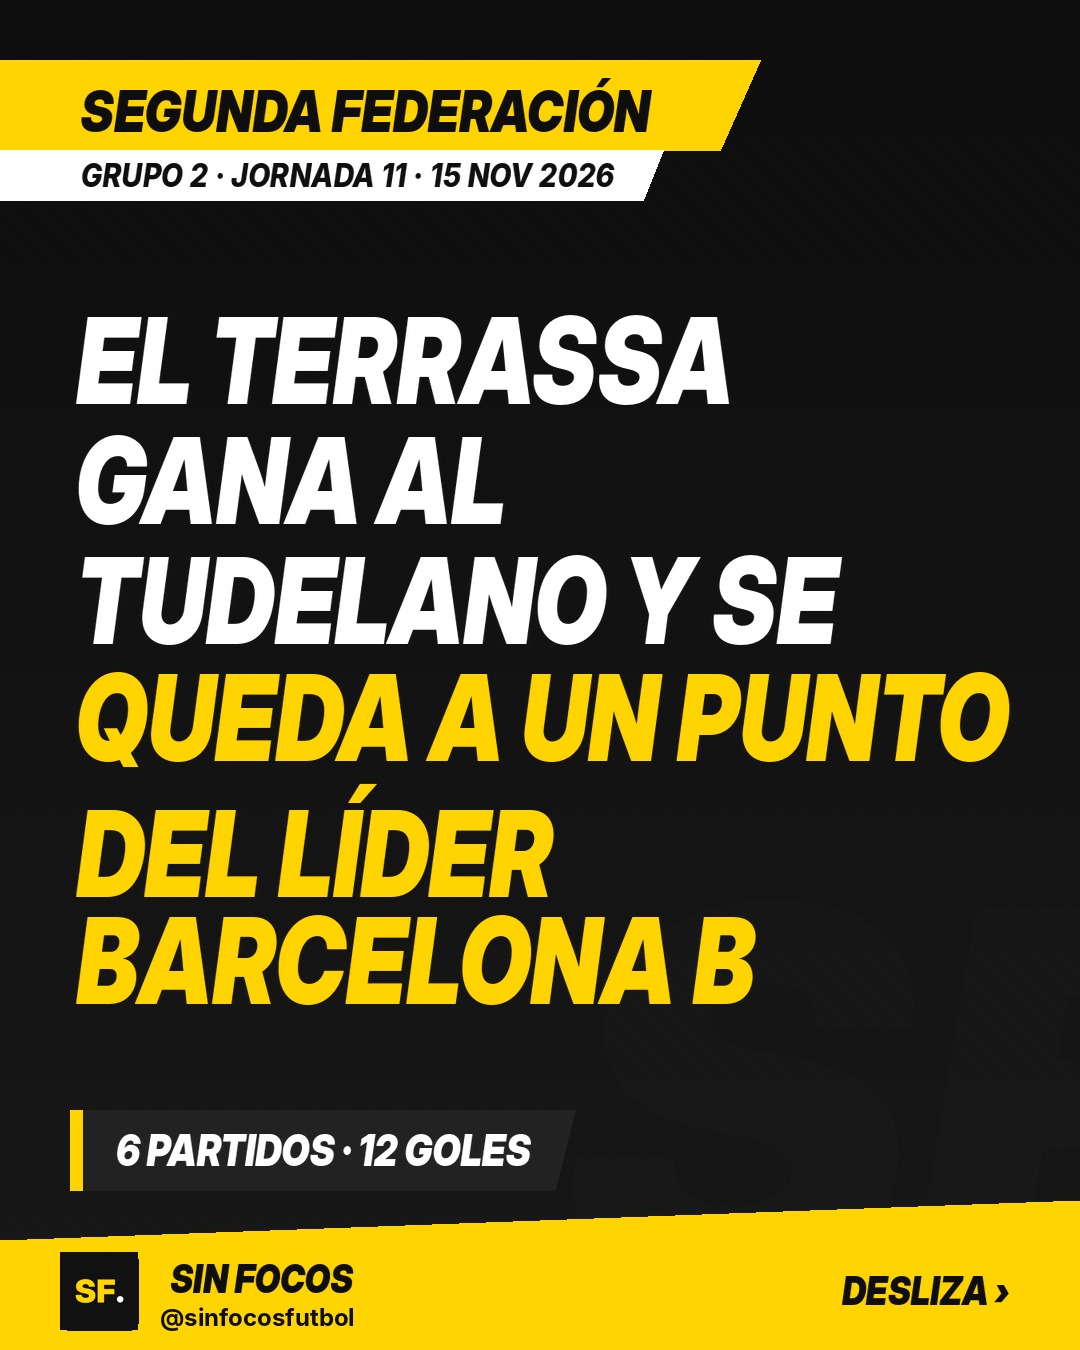 SEGUNDA FEDERACIÓN
GRUPO 2 · JORNADA 11 · 15 NOV 2026
EL TERRASSA
GANA AL
TUDELANO Y SE
QUEDA A UN PUNTO
DEL LÍDER
BARCELONA B
6 PARTIDOS · 12 GOLES
SF.
SIN FOCOS
@sinfocosfutbol
DESLIZA ›